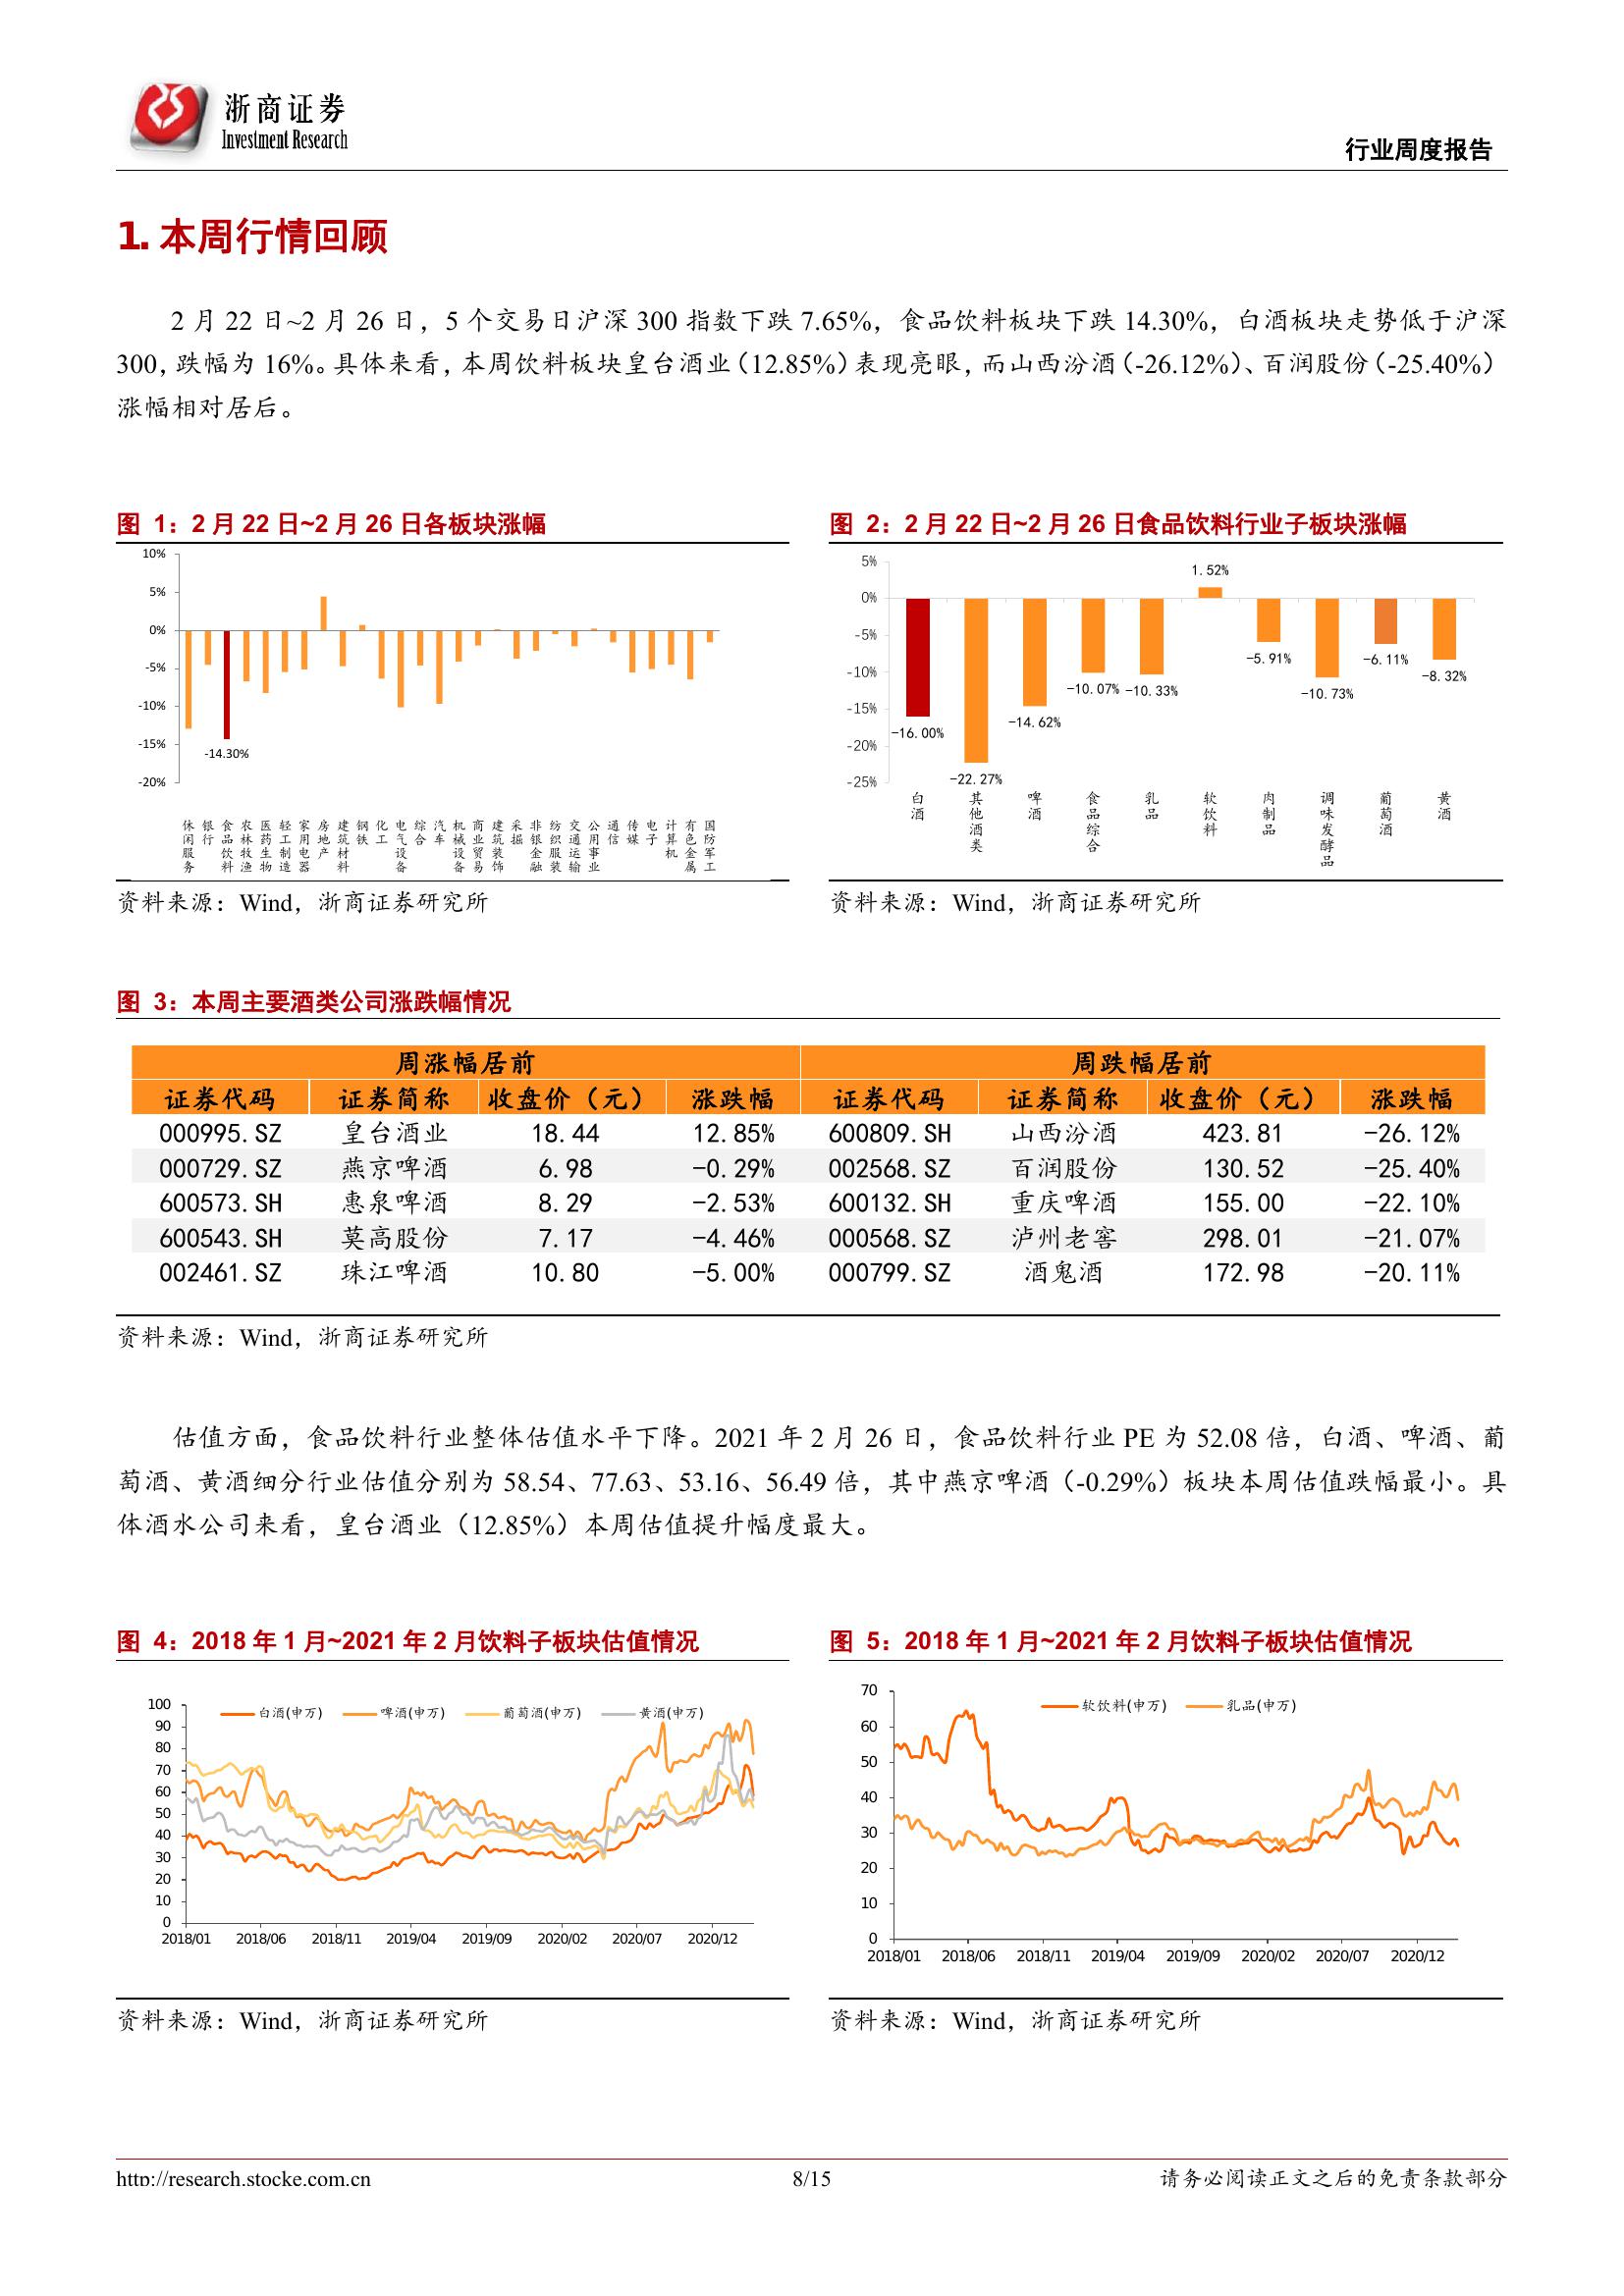 浙商证券
Investment Research
行业周度报告
1. 本周行情回顾
2 月 22 日~2 月 26 日，5 个交易日沪深 300 指数下跌 7.65%，食品饮料板块下跌 14.30%，白酒板块走势低于沪深
300，跌幅为 16%。具体来看，本周饮料板块皇台酒业（12.85%）表现亮眼，而山西汾酒（-26.12%）、百润股份（-25.40%）
涨幅相对居后。
图 1：2 月 22 日~2 月 26 日各板块涨幅
10%
5%
0%
-5%
-10%
-15%
-20%
-14.30%
休闲服务
银行
食品饮料
农林牧渔
医药生物
轻工制造
家用电器
房地产
建筑材料
钢铁
化工
电气设备
综合
汽车
机械设备
商业贸易
建筑装饰
采掘
非银金融
纺织服装
交通运输
公用事业
通信
传媒
电子
计算机
有色金属
国防军工
资料来源：Wind，浙商证券研究所
图 2：2 月 22 日~2 月 26 日食品饮料行业子板块涨幅
5%
0%
-5%
-10%
-15%
-20%
-25%
-16.00%
-22.27%
-14.62%
-10.07%
-10.33%
1.52%
-5.91%
-10.73%
-6.11%
-8.32%
白酒
其他酒类
啤酒
食品综合
乳品
软饮料
肉制品
调味发酵品
葡萄酒
黄酒
资料来源：Wind，浙商证券研究所
图 3：本周主要酒类公司涨跌幅情况
周涨幅居前 周跌幅居前
证券代码 证券简称 收盘价（元） 涨跌幅 证券代码 证券简称 收盘价（元） 涨跌幅
000995.SZ 皇台酒业 18.44 12.85% 600809.SH 山西汾酒 423.81 -26.12%
000729.SZ 燕京啤酒 6.98 -0.29% 002568.SZ 百润股份 130.52 -25.40%
600573.SH 惠泉啤酒 8.29 -2.53% 600132.SH 重庆啤酒 155.00 -22.10%
600543.SH 莫高股份 7.17 -4.46% 000568.SZ 泸州老窖 298.01 -21.07%
002461.SZ 珠江啤酒 10.80 -5.00% 000799.SZ 酒鬼酒 172.98 -20.11%
资料来源：Wind，浙商证券研究所
估值方面，食品饮料行业整体估值水平下降。2021 年 2 月 26 日，食品饮料行业 PE 为 52.08 倍，白酒、啤酒、葡
萄酒、黄酒细分行业估值分别为 58.54、77.63、53.16、56.49 倍，其中燕京啤酒（-0.29%）板块本周估值跌幅最小。具
体酒水公司来看，皇台酒业（12.85%）本周估值提升幅度最大。
图 4：2018 年 1 月~2021 年 2 月饮料子板块估值情况
白酒(申万) 啤酒(申万) 葡萄酒(申万) 黄酒(申万)
100
90
80
70
60
50
40
30
20
10
0
2018/01 2018/06 2018/11 2019/04 2019/09 2020/02 2020/07 2020/12
资料来源：Wind，浙商证券研究所
图 5：2018 年 1 月~2021 年 2 月饮料子板块估值情况
软饮料(申万) 乳品(申万)
70
60
50
40
30
20
10
0
2018/01 2018/06 2018/11 2019/04 2019/09 2020/02 2020/07 2020/12
资料来源：Wind，浙商证券研究所
http://research.stocke.com.cn 8/15 请务必阅读正文之后的免责条款部分